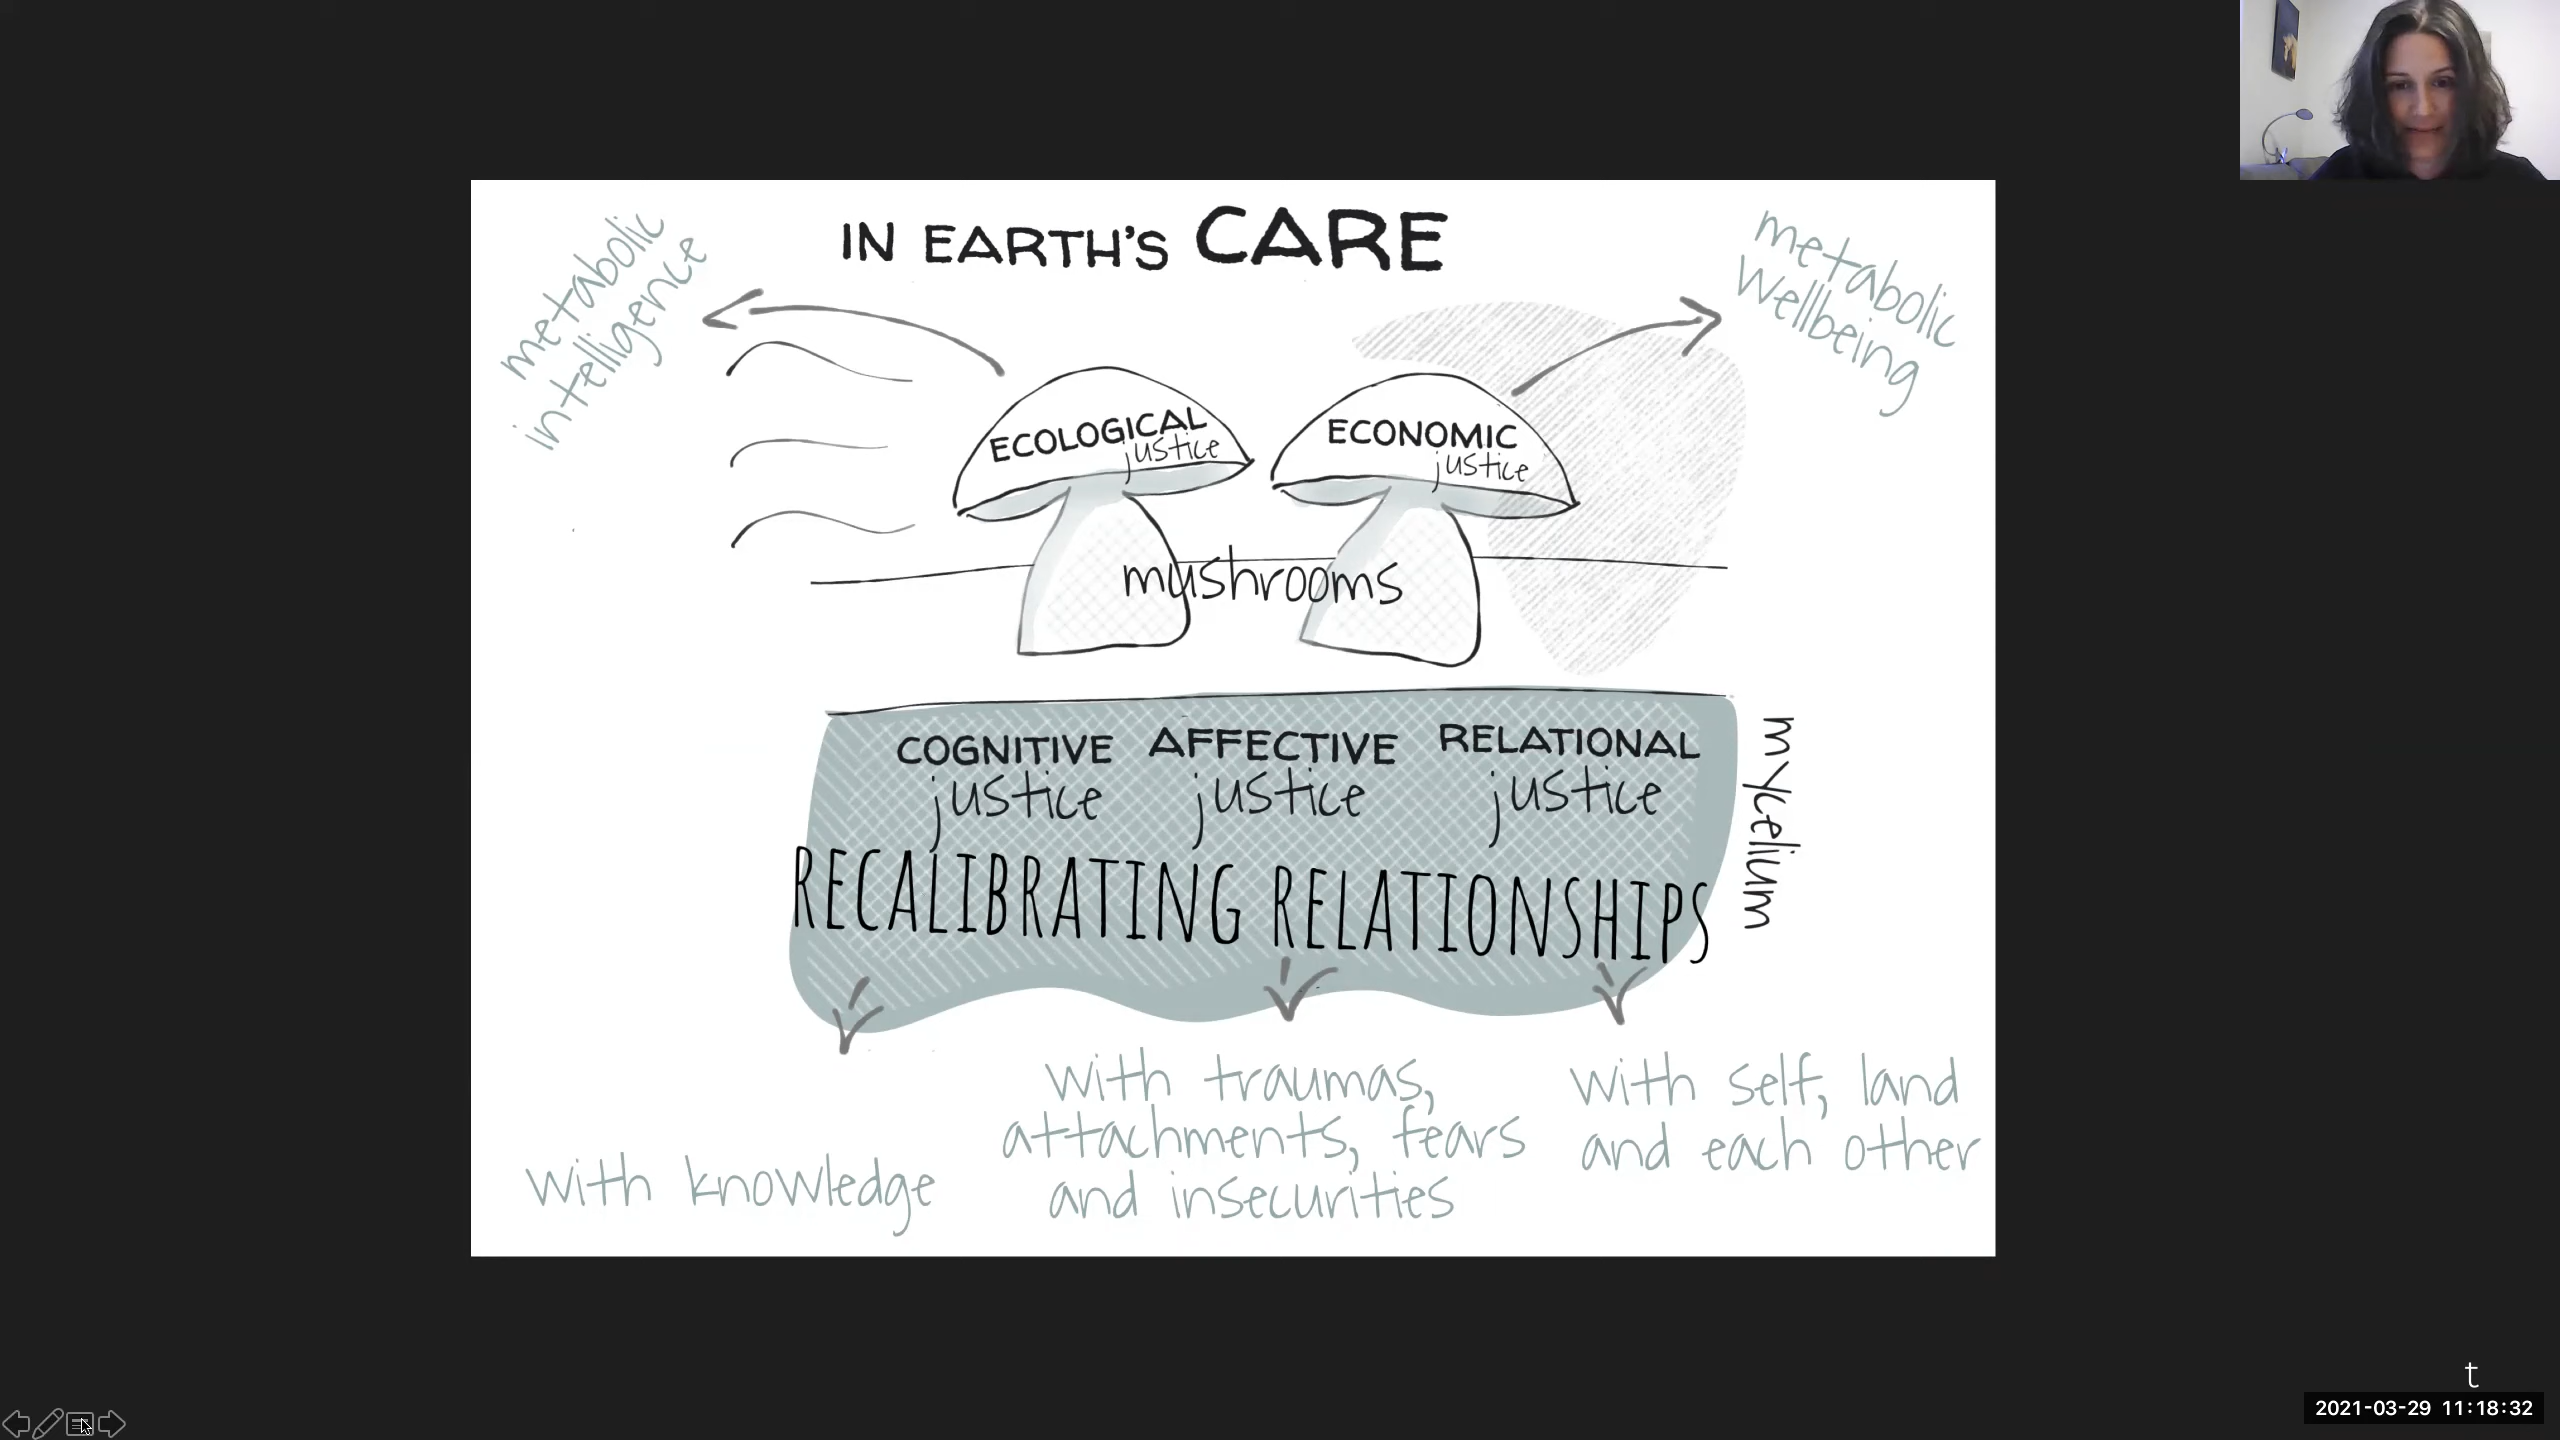 IN EARTH'S CARE
metabolic
intelligence
metabolic
Wellbeing
ECOLOGICAL
justice
ECONOMIC
justice
mushrooms
COGNITIVE
justice
AFFECTIVE
justice
RELATIONAL
justice
RECALIBRATING RELATIONSHIPS
mycelium
with knowledge
with traumas,
attachments, fears
and insecurities
with self, land
and each other
t
2021-03-29 11:18:32